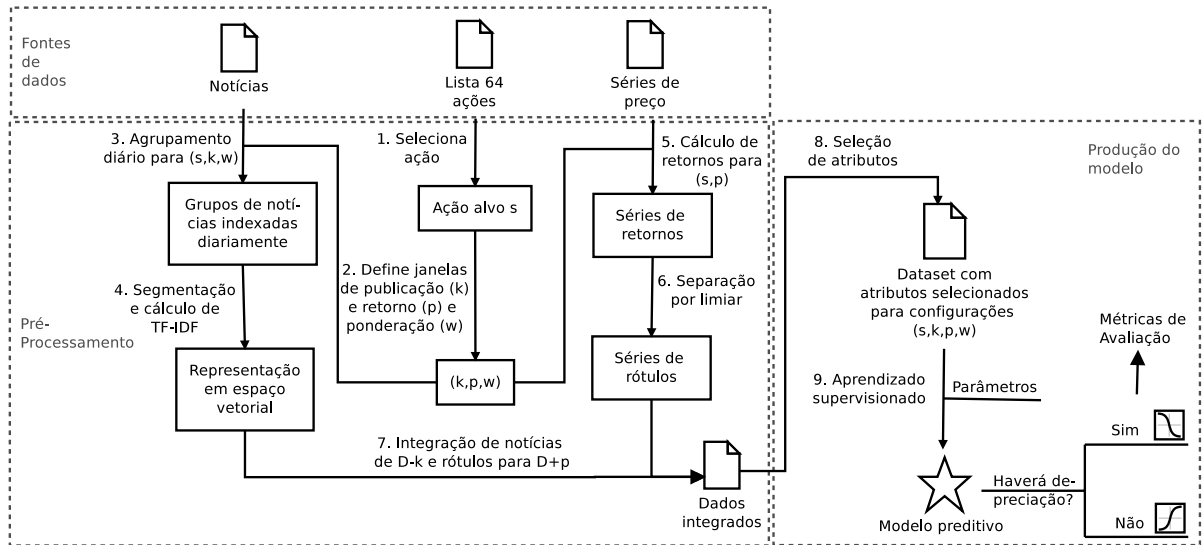 Fontes
de
dados
Notícias
Lista 64
ações
Séries de
preço
3. Agrupamento
diário para (s,k,w)
1. Seleciona
ação
5. Cálculo de
retornos para
(s,p)
Grupos de notí-
cias indexadas
diariamente
Ação alvo s
Séries de
retornos
4. Segmentação
e cálculo de
TF-IDF
2. Define janelas
de publicação (k)
e retorno (p) e
ponderação (w)
6. Separação
por limiar
Pré-
Processamento
Representação
em espaço
vetorial
(k,p,w)
Séries de
rótulos
7. Integração de notícias
de D-k e rótulos para D+p
Dados
integrados
8. Seleção
de atributos
Produção do
modelo
Dataset com
atributos selecionados
para configurações
(s,k,p,w)
Métricas de
Avaliação
9. Aprendizado
supervisionado
Parâmetros
Sim
Haverá de-
preciação?
Não
Modelo preditivo